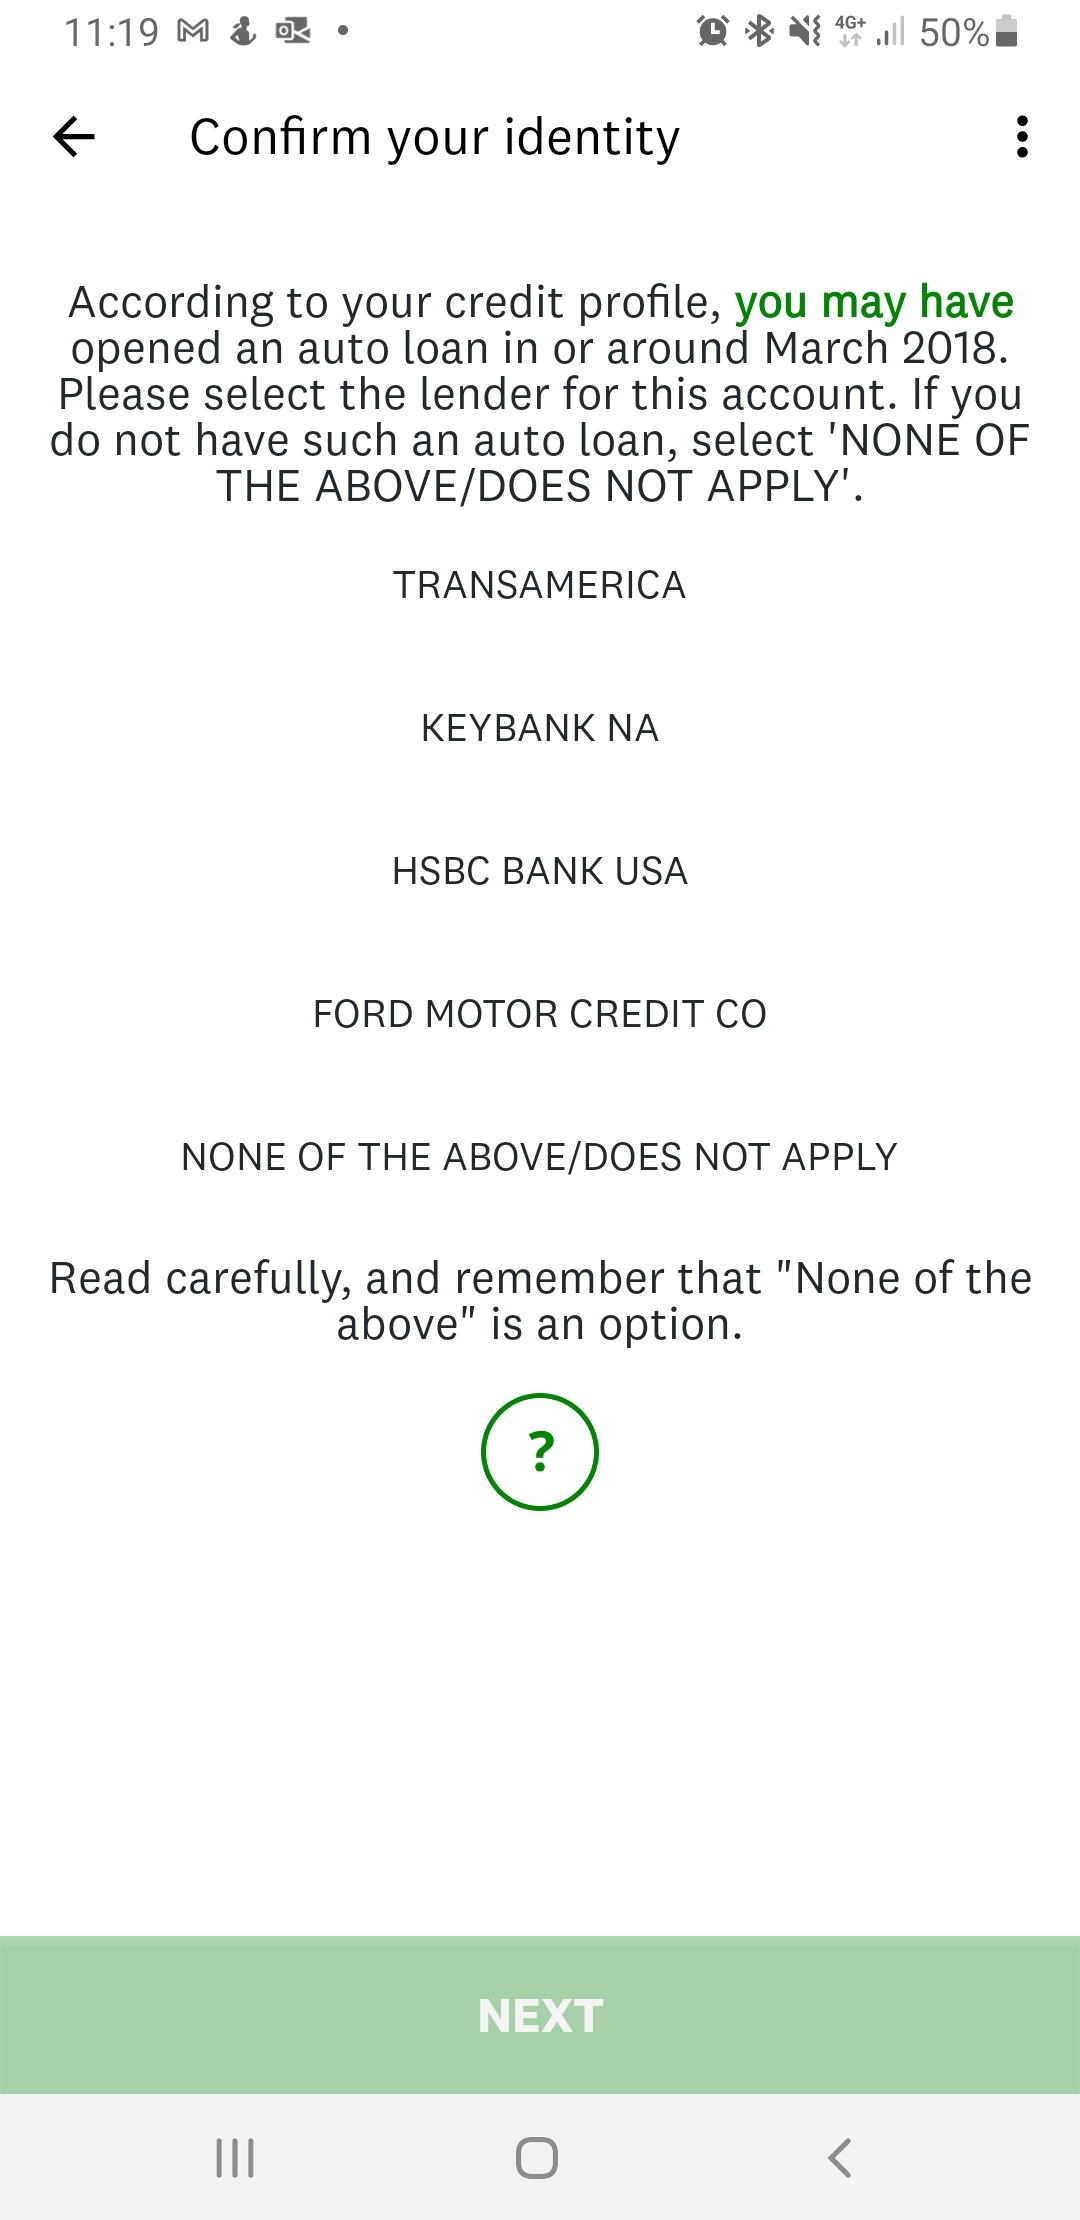 11:19
4G+ 50%
Confirm your identity
According to your credit profile, you may have
opened an auto loan in or around March 2018.
Please select the lender for this account. If you
do not have such an auto loan, select 'NONE OF
THE ABOVE/DOES NOT APPLY'.
TRANSAMERICA
KEYBANK NA
HSBC BANK USA
FORD MOTOR CREDIT CO
NONE OF THE ABOVE/DOES NOT APPLY
Read carefully, and remember that "None of the
above" is an option.
?
NEXT